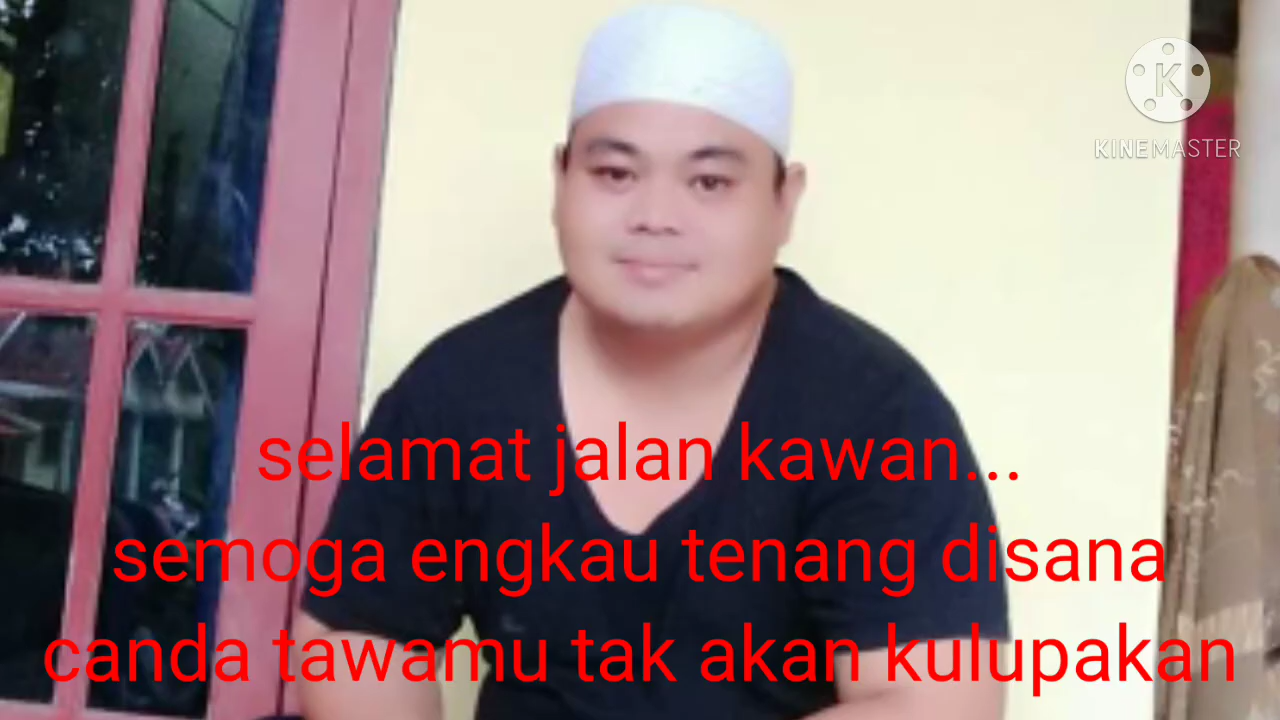 KINEMASTER
selamat jalan kawan...
semoga engkau tenang disana
canda tawamu tak akan kulupakan